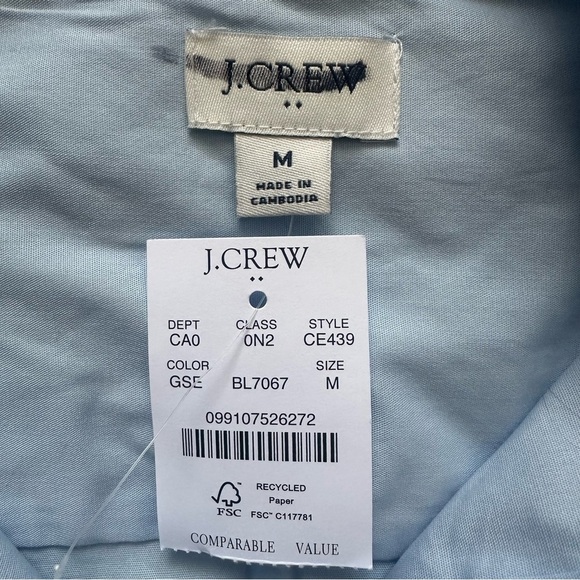 J.CREW
M
MADE IN
CAMBODIA
J.CREW
DEPT CLASS STYLE
CA0 0N2 CE439
COLOR SIZE
GSE BL7067 M
099107526272
RECYCLED
Paper
FSC
FSC™ C117781
COMPARABLE VALUE